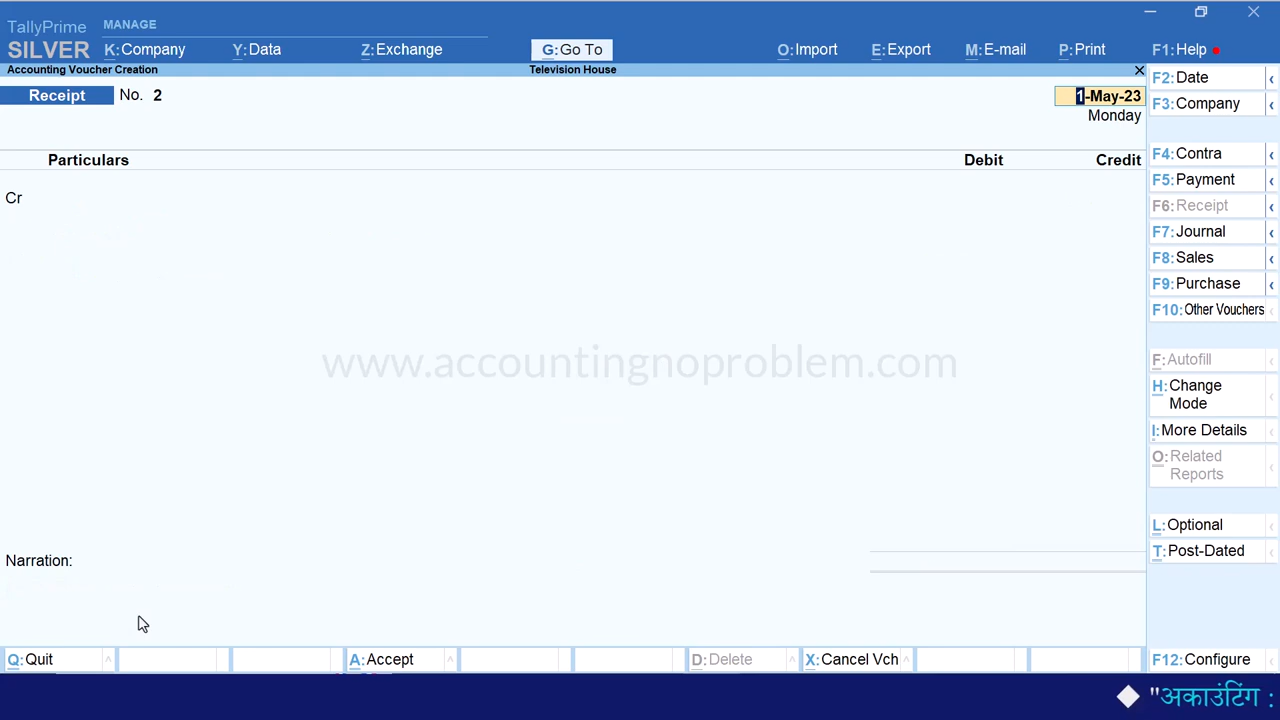 TallyPrime MANAGE
SILVER K:Company Y:Data Z:Exchange G:Go To O:Import E:Export M:E-mail P:Print F1:Help
Accounting Voucher Creation Television House
Receipt No. 2 1-May-23
Monday
Particulars Debit Credit
Cr
www.accountingnoproblem.com
Narration:
Q:Quit A:Accept D:Delete X:Cancel Vch
F2:Date
F3:Company
F4:Contra
F5:Payment
F6:Receipt
F7:Journal
F8:Sales
F9:Purchase
F10:Other Vouchers
F:Autofill
H:Change
Mode
I:More Details
O:Related
Reports
L:Optional
T:Post-Dated
F12:Configure
"अकाउंटिंग :